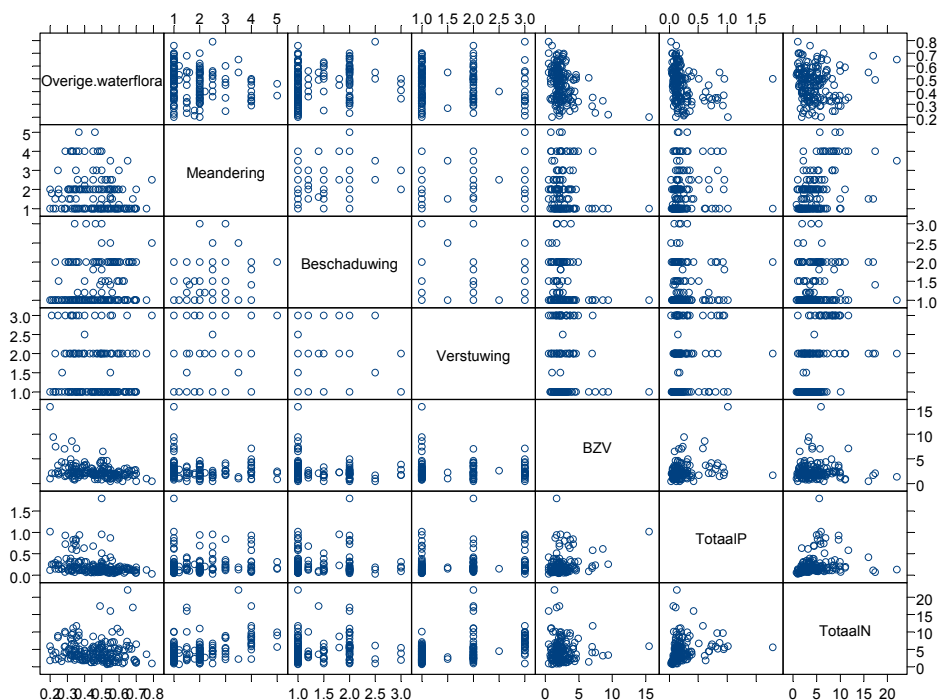 1 2 3 4 5 1.0 1.5 2.0 2.5 3.0 0.0 0.5 1.0 1.5
Overige.waterflora 0.2 0.3 0.4 0.5 0.6 0.7 0.8
1 2 3 4 5 Meandering
Beschaduwing 1.0 1.5 2.0 2.5 3.0
1.0 1.5 2.0 2.5 3.0 Verstuwing
BZV 0 5 10 15
0.0 0.5 1.0 1.5 TotaalP
TotaalN 0 5 10 15 20
0.2 0.3 0.4 0.5 0.6 0.7 0.8 1.0 1.5 2.0 2.5 3.0 0 5 10 15 0 5 10 15 20